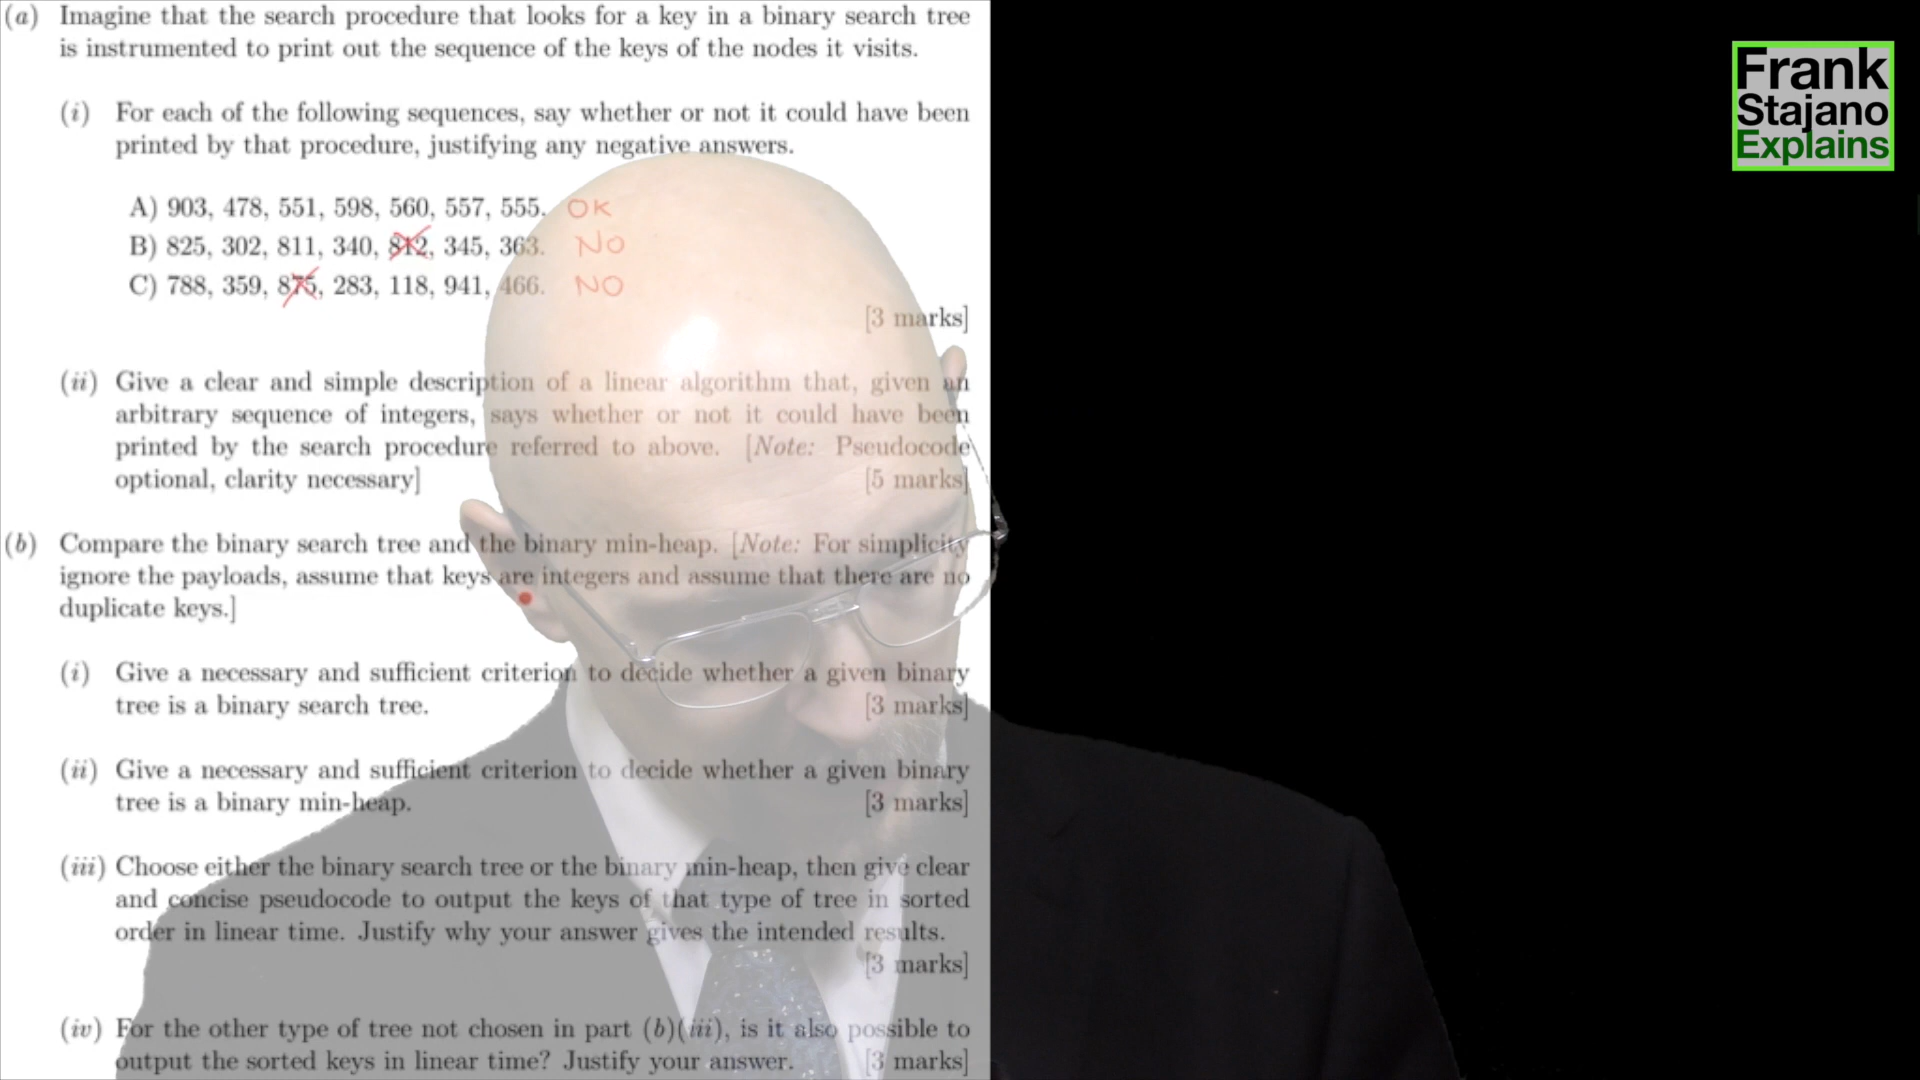 (a) Imagine that the search procedure that looks for a key in a binary search tree
is instrumented to print out the sequence of the keys of the nodes it visits.
(i) For each of the following sequences, say whether or not it could have been
printed by that procedure, justifying any negative answers.
A) 903, 478, 551, 598, 560, 557, 555. OK
B) 825, 302, 811, 340, 812, 345, 363. NO
C) 788, 359, 875, 283, 118, 941, 466. NO
[3 marks]
(ii) Give a clear and simple description of a linear algorithm that, given an
arbitrary sequence of integers, says whether or not it could have been
printed by the search procedure referred to above. [Note: Pseudocode
optional, clarity necessary] [5 marks]
(b) Compare the binary search tree and the binary min-heap. [Note: For simplicity
ignore the payloads, assume that keys are integers and assume that there are no
duplicate keys.]
(i) Give a necessary and sufficient criterion to decide whether a given binary
tree is a binary search tree. [3 marks]
(ii) Give a necessary and sufficient criterion to decide whether a given binary
tree is a binary min-heap. [3 marks]
(iii) Choose either the binary search tree or the binary min-heap, then give clear
and concise pseudocode to output the keys of that type of tree in sorted
order in linear time. Justify why your answer gives the intended results.
[3 marks]
(iv) For the other type of tree not chosen in part (b)(iii), is it also possible to
output the sorted keys in linear time? Justify your answer. [3 marks]
Frank
Stajano
Explains